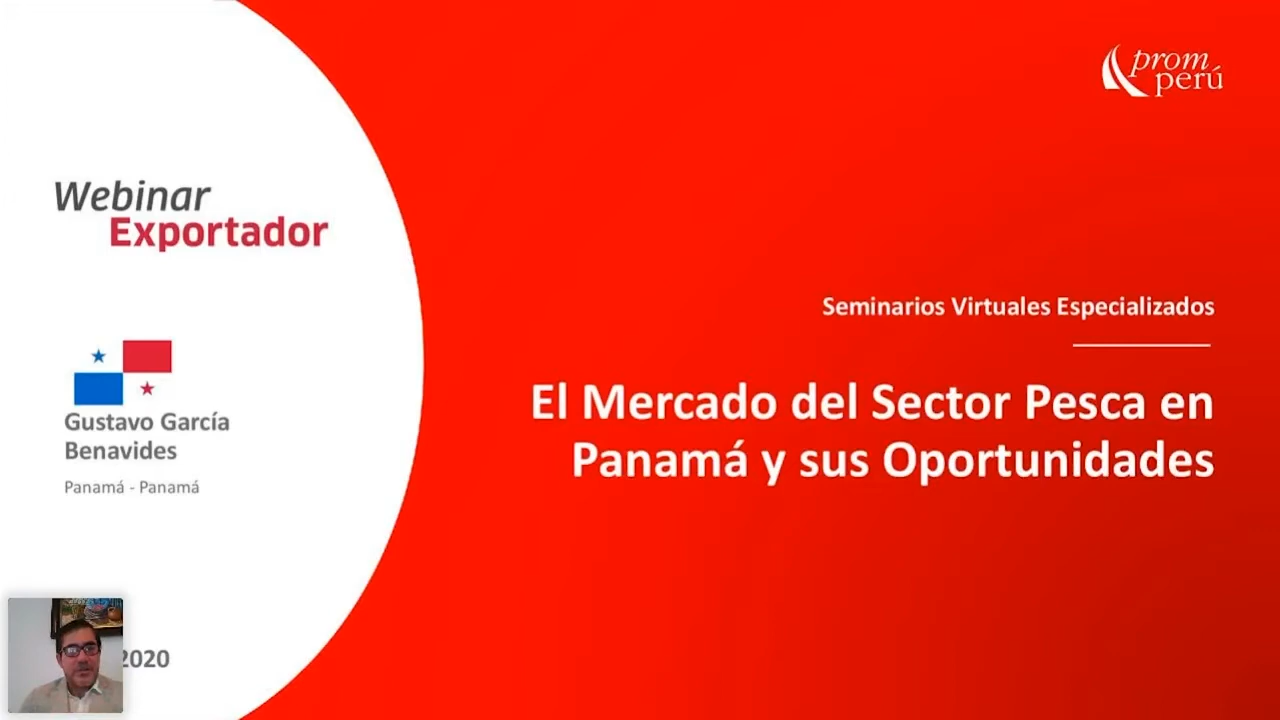 prom
perú
Webinar
Exportador
Seminarios Virtuales Especializados
El Mercado del Sector Pesca en
Panamá y sus Oportunidades
Gustavo García
Benavides
Panamá - Panamá
2020